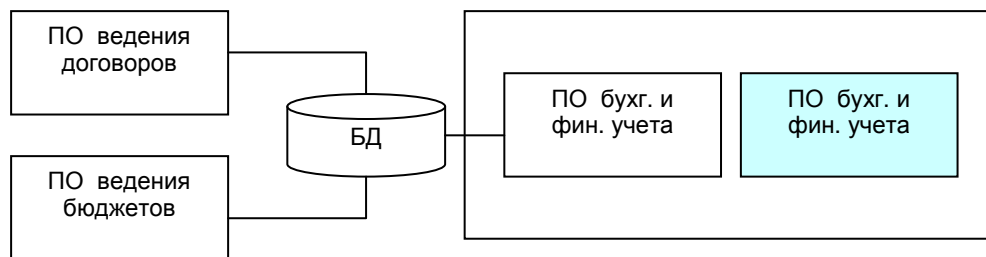 ПО ведения
договоров
ПО ведения
бюджетов
БД
ПО бухг. и
фин. учета
ПО бухг. и
фин. учета